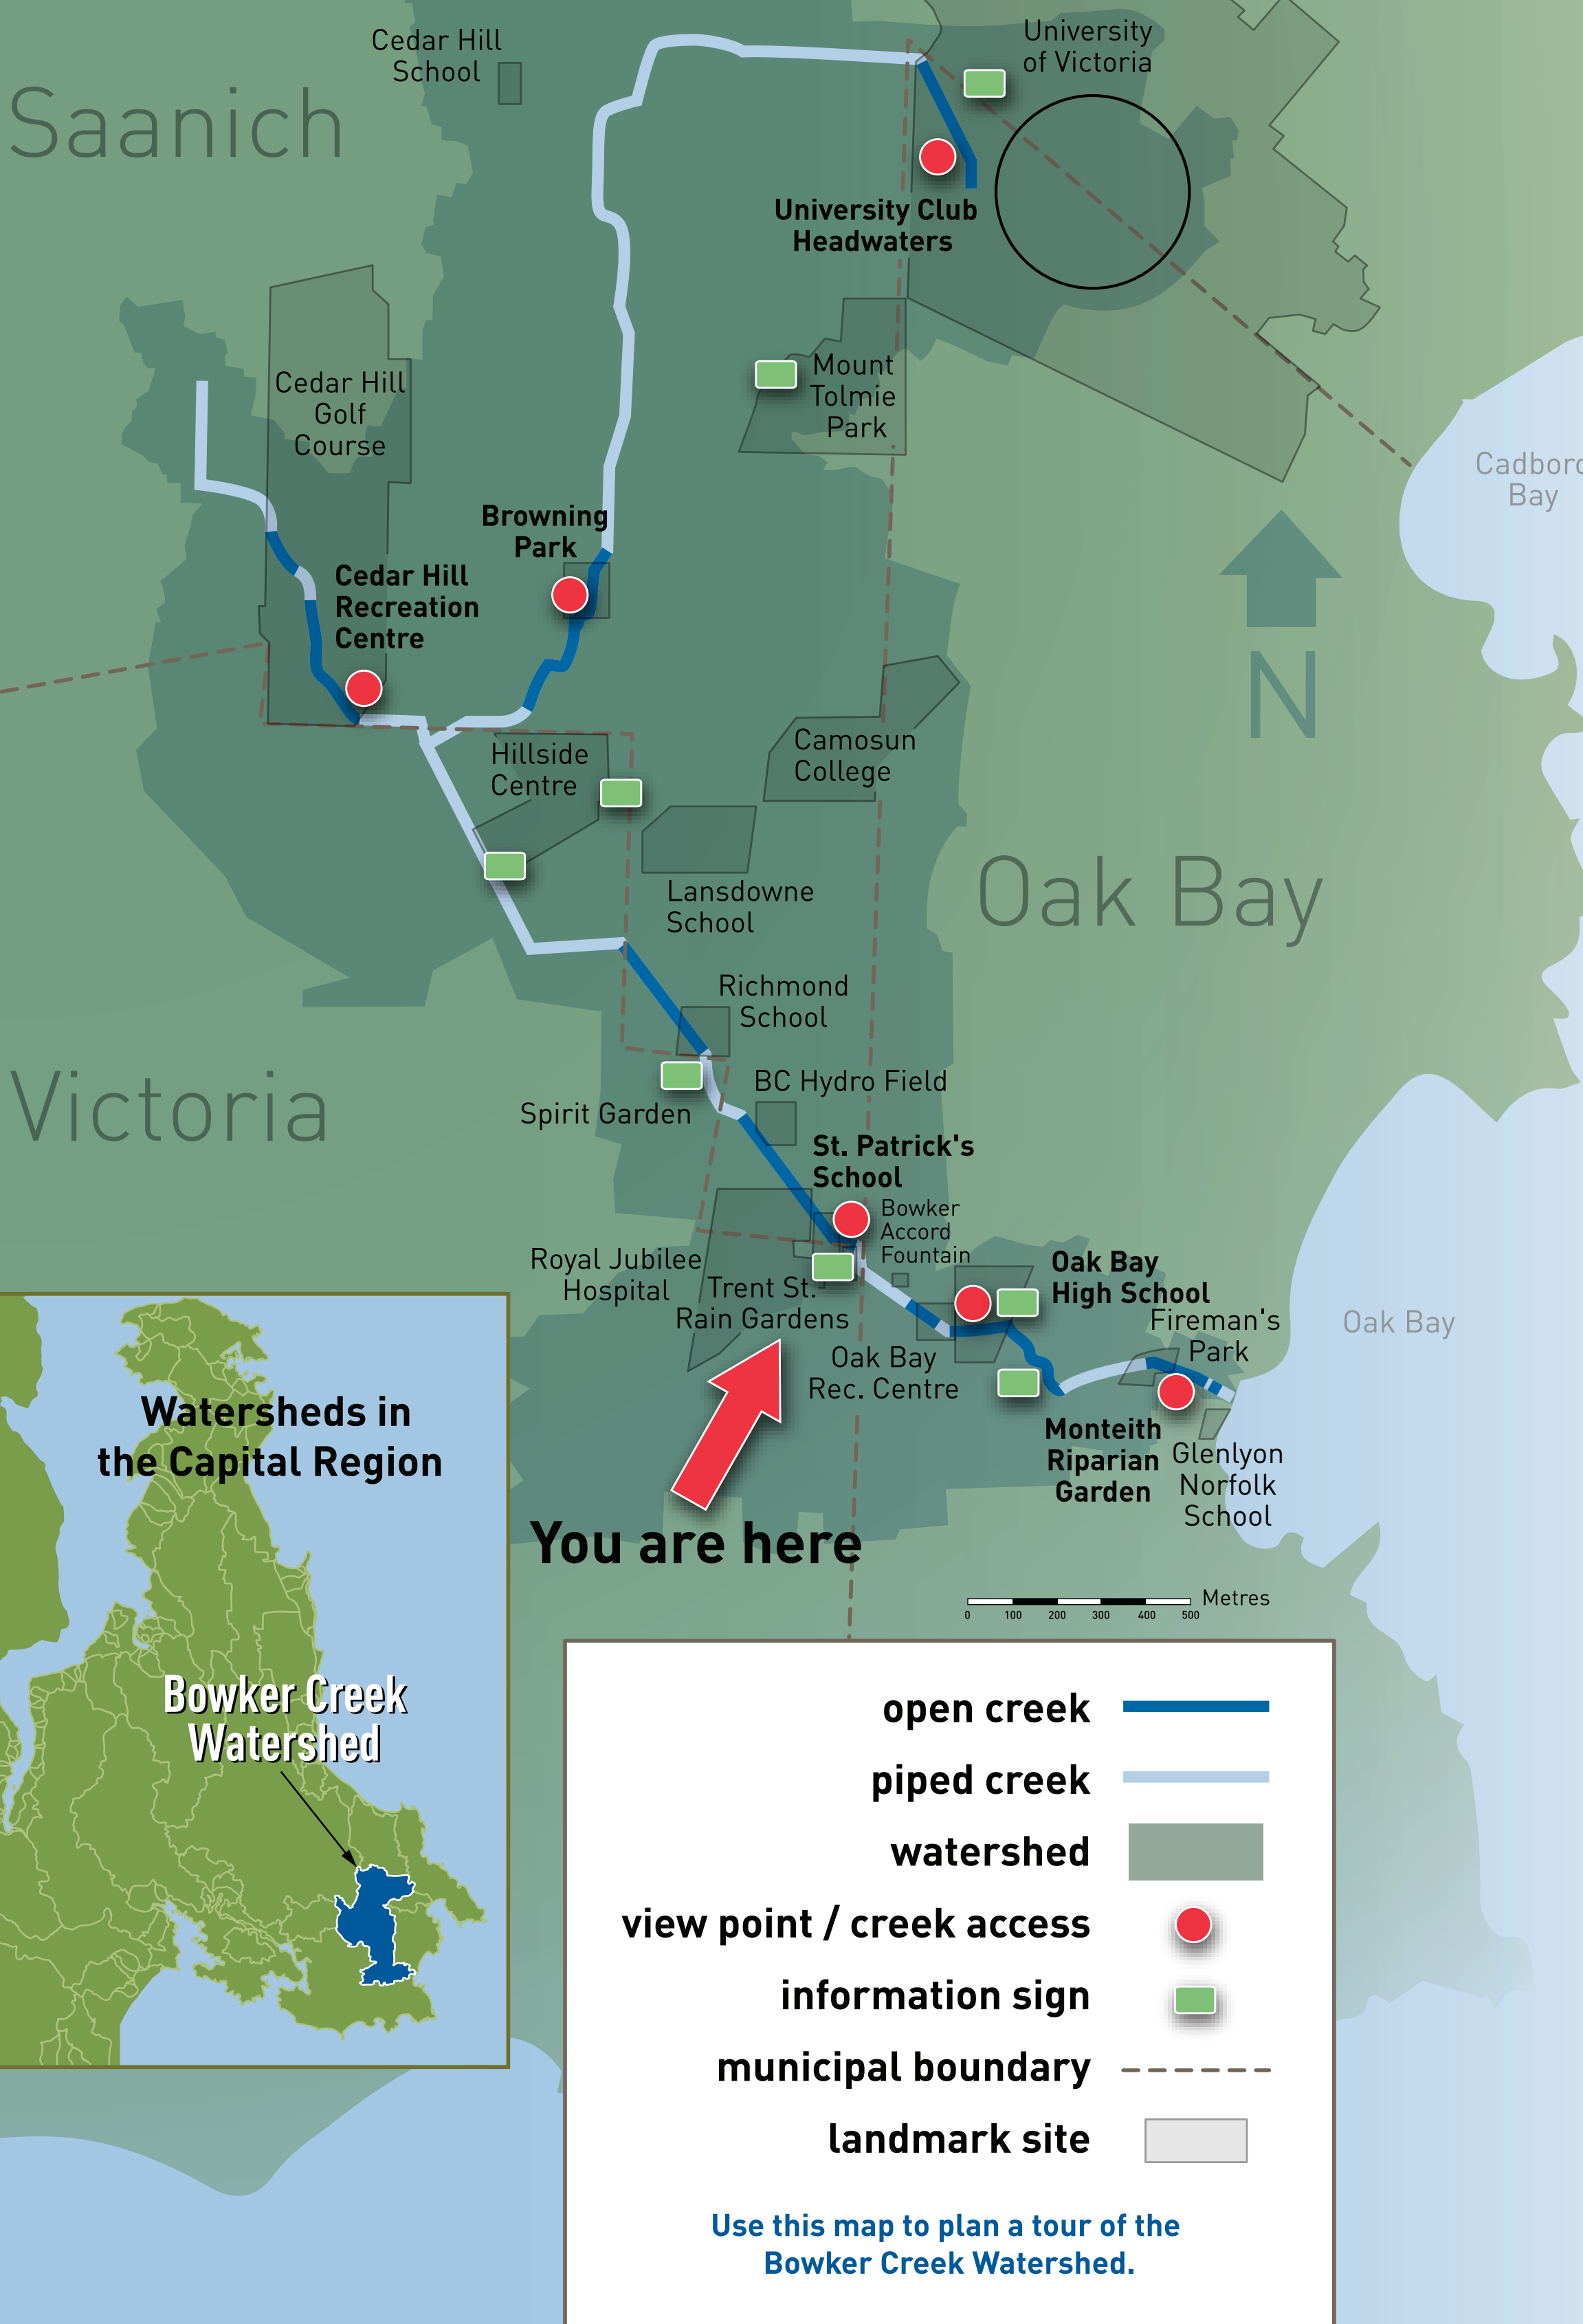 Cedar Hill
School
University
of Victoria
Saanich
University Club
Headwaters
Mount
Tolmie
Park
Cedar Hill
Golf
Course
Cadboro
Bay
Browning
Park
Cedar Hill
Recreation
Centre
N
Hillside
Centre
Camosun
College
Lansdowne
School
Oak Bay
Richmond
School
Victoria
BC Hydro Field
Spirit Garden
St. Patrick's
School
Bowker
Accord
Fountain
Royal Jubilee
Hospital
Trent St.
Rain Gardens
Oak Bay
High School
Fireman's
Park
Oak Bay
Oak Bay
Rec. Centre
Monteith
Riparian
Garden
Glenlyon
Norfolk
School
You are here
Metres
0 100 200 300 400 500
Watersheds in
the Capital Region
Bowker Creek
Watershed
open creek
piped creek
watershed
view point / creek access
information sign
municipal boundary
landmark site
Use this map to plan a tour of the
Bowker Creek Watershed.